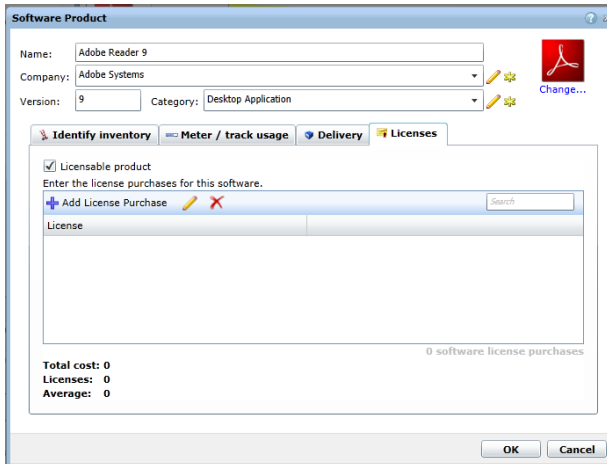 Software Product
Name: Adobe Reader 9
Company: Adobe Systems
Change...
Version: 9 Category: Desktop Application
Identify inventory Meter / track usage Delivery Licenses
Licensable product
Enter the license purchases for this software.
Add License Purchase Search
License
0 software license purchases
Total cost: 0
Licenses: 0
Average: 0
OK Cancel